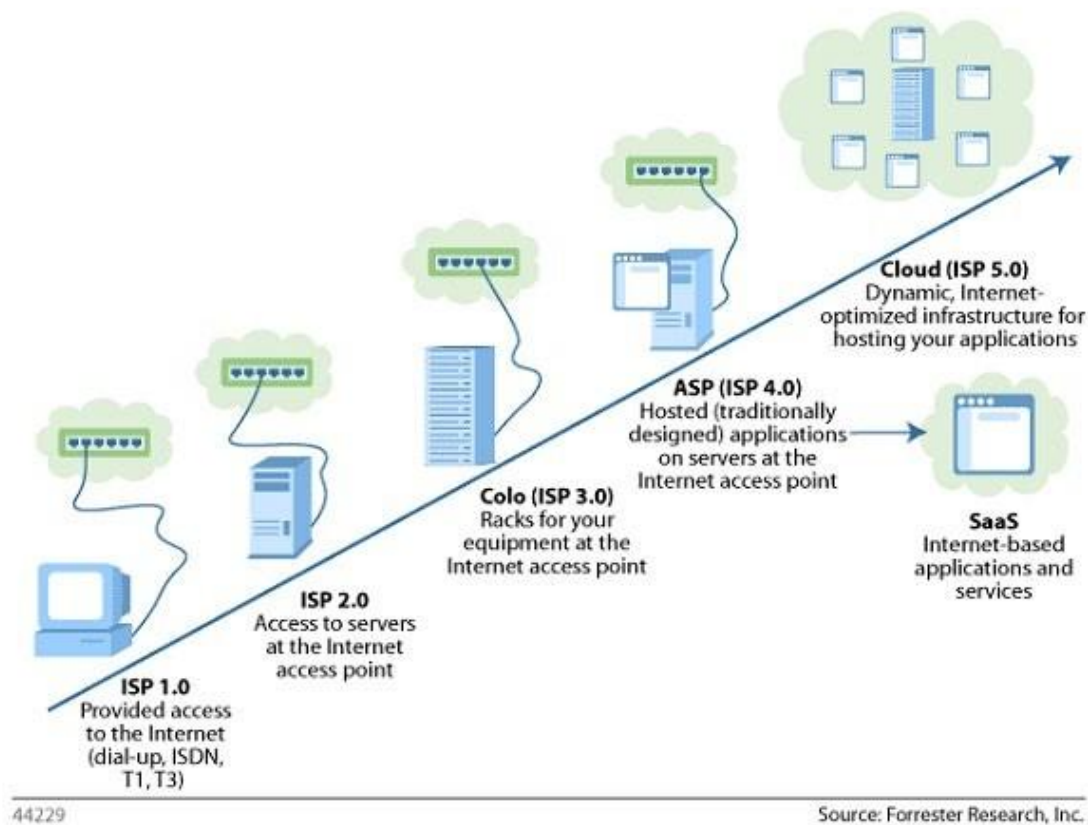 Cloud (ISP 5.0)
Dynamic, Internet-
optimized infrastructure for
hosting your applications
ASP (ISP 4.0)
Hosted (traditionally
designed) applications
on servers at the
Internet access point
SaaS
Internet-based
applications and
services
Colo (ISP 3.0)
Racks for your
equipment at the
Internet access point
ISP 2.0
Access to servers
at the Internet
access point
ISP 1.0
Provided access
to the Internet
(dial-up, ISDN,
T1, T3)
44229
Source: Forrester Research, Inc.